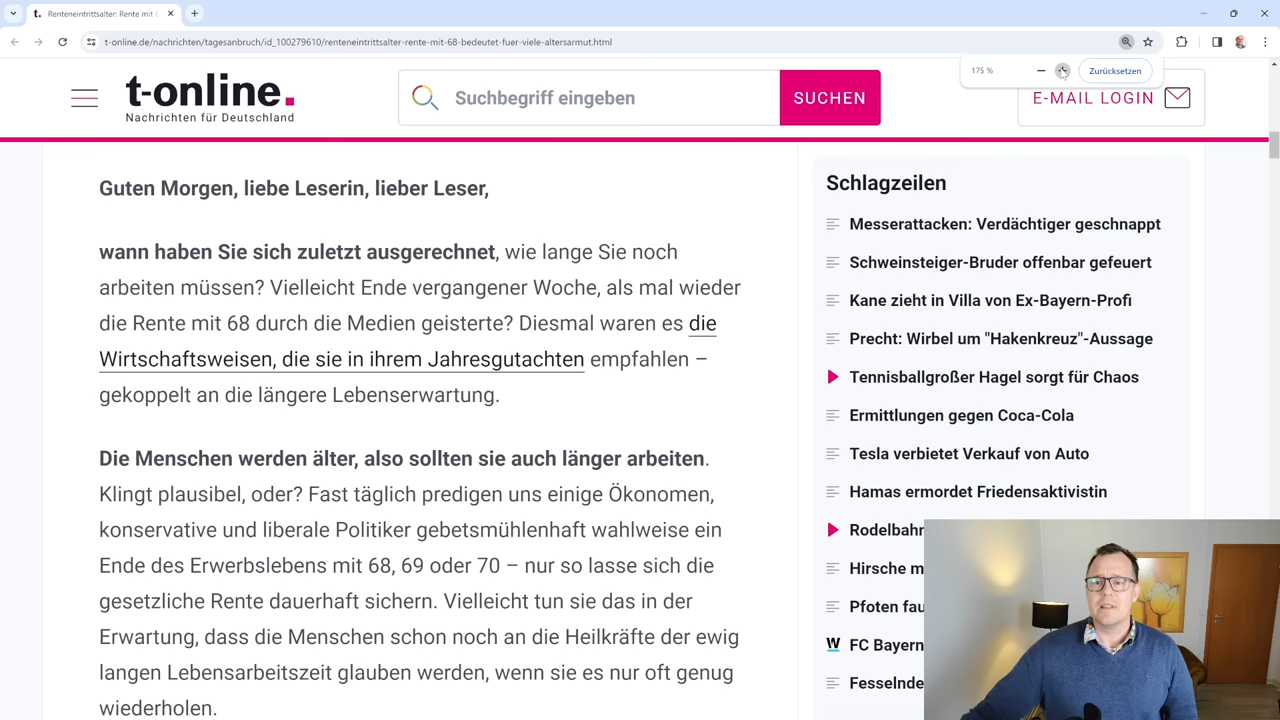 Renteneintrittsalter: Rente mit 6
t-online.de/nachrichten/tagesanbruch/id_100279610/renteneintrittsalter-rente-mit-68-bedeutet-fuer-viele-altersarmut.html
175 %
Zurücksetzen
t-online.
Nachrichten für Deutschland
Suchbegriff eingeben
SUCHEN
E-MAIL LOGIN
Guten Morgen, liebe Leserin, lieber Leser,
wann haben Sie sich zuletzt ausgerechnet, wie lange Sie noch
arbeiten müssen? Vielleicht Ende vergangener Woche, als mal wieder
die Rente mit 68 durch die Medien geisterte? Diesmal waren es die
Wirtschaftsweisen, die sie in ihrem Jahresgutachten empfahlen –
gekoppelt an die längere Lebenserwartung.
Die Menschen werden älter, also sollten sie auch länger arbeiten.
Klingt plausibel, oder? Fast täglich predigen uns einige Ökonomen,
konservative und liberale Politiker gebetsmühlenhaft wahlweise ein
Ende des Erwerbslebens mit 68, 69 oder 70 – nur so lasse sich die
gesetzliche Rente dauerhaft sichern. Vielleicht tun sie das in der
Erwartung, dass die Menschen schon noch an die Heilkräfte der ewig
langen Lebensarbeitszeit glauben werden, wenn sie es nur oft genug
wiederholen.
Schlagzeilen
Messerattacken: Verdächtiger geschnappt
Schweinsteiger-Bruder offenbar gefeuert
Kane zieht in Villa von Ex-Bayern-Profi
Precht: Wirbel um "Hakenkreuz"-Aussage
Tennisballgroßer Hagel sorgt für Chaos
Ermittlungen gegen Coca-Cola
Tesla verbietet Verkauf von Auto
Hamas ermordet Friedensaktivistin
Rodelbahn
Hirsche m
Pfoten fau
W FC Bayern
Fesselnde